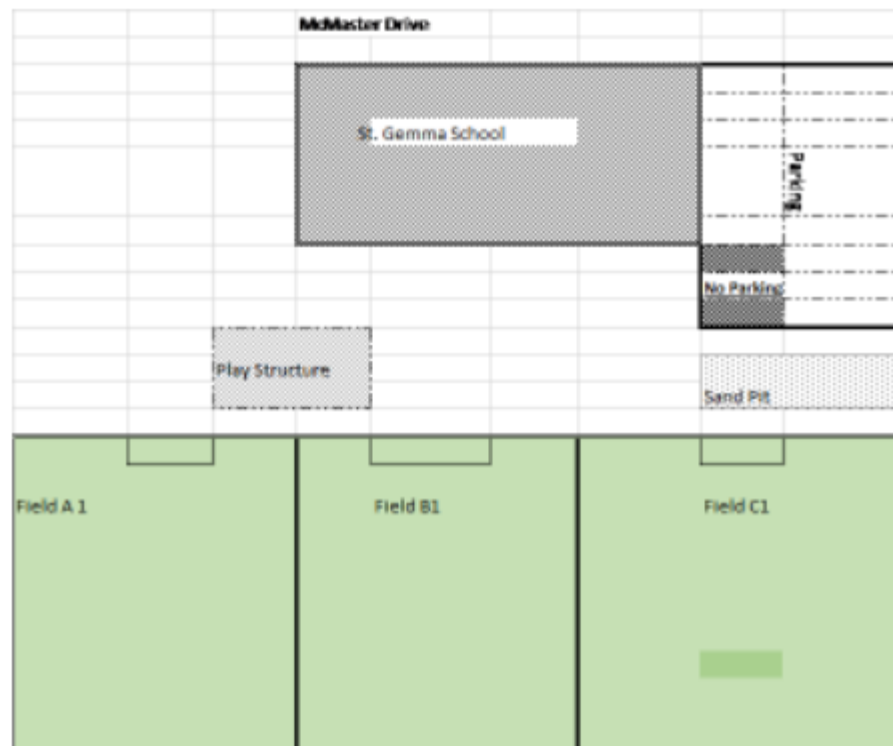 McMaster Drive
St. Gemma School
Parking
No Parking
Play Structure
Sand Pit
Field A 1
Field B1
Field C1